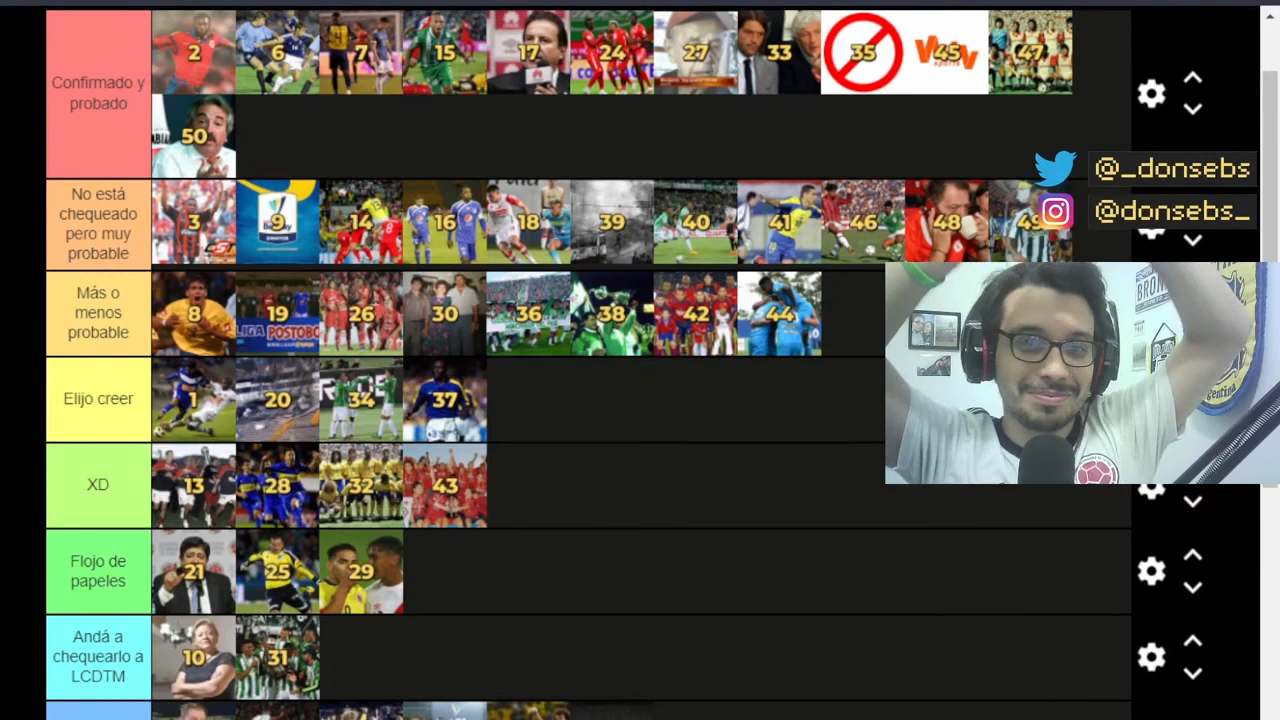 Confirmado y
probado
2 6 7 15 17 24 27 33 35 45 47
50
@_donsebs
@donsebs_
No está
chequeado
pero muy
probable
3 9 14 16 18 39 40 41 46 48
Más o
menos
probable
8 19 26 30 36 38 42 44
LIGA POSTOBÓ
Elijo creer
1 20 34 37
XD
13 28 32 43
Flojo de
papeles
21 25 29
Andá a
chequearlo a
LCDTM
10 31